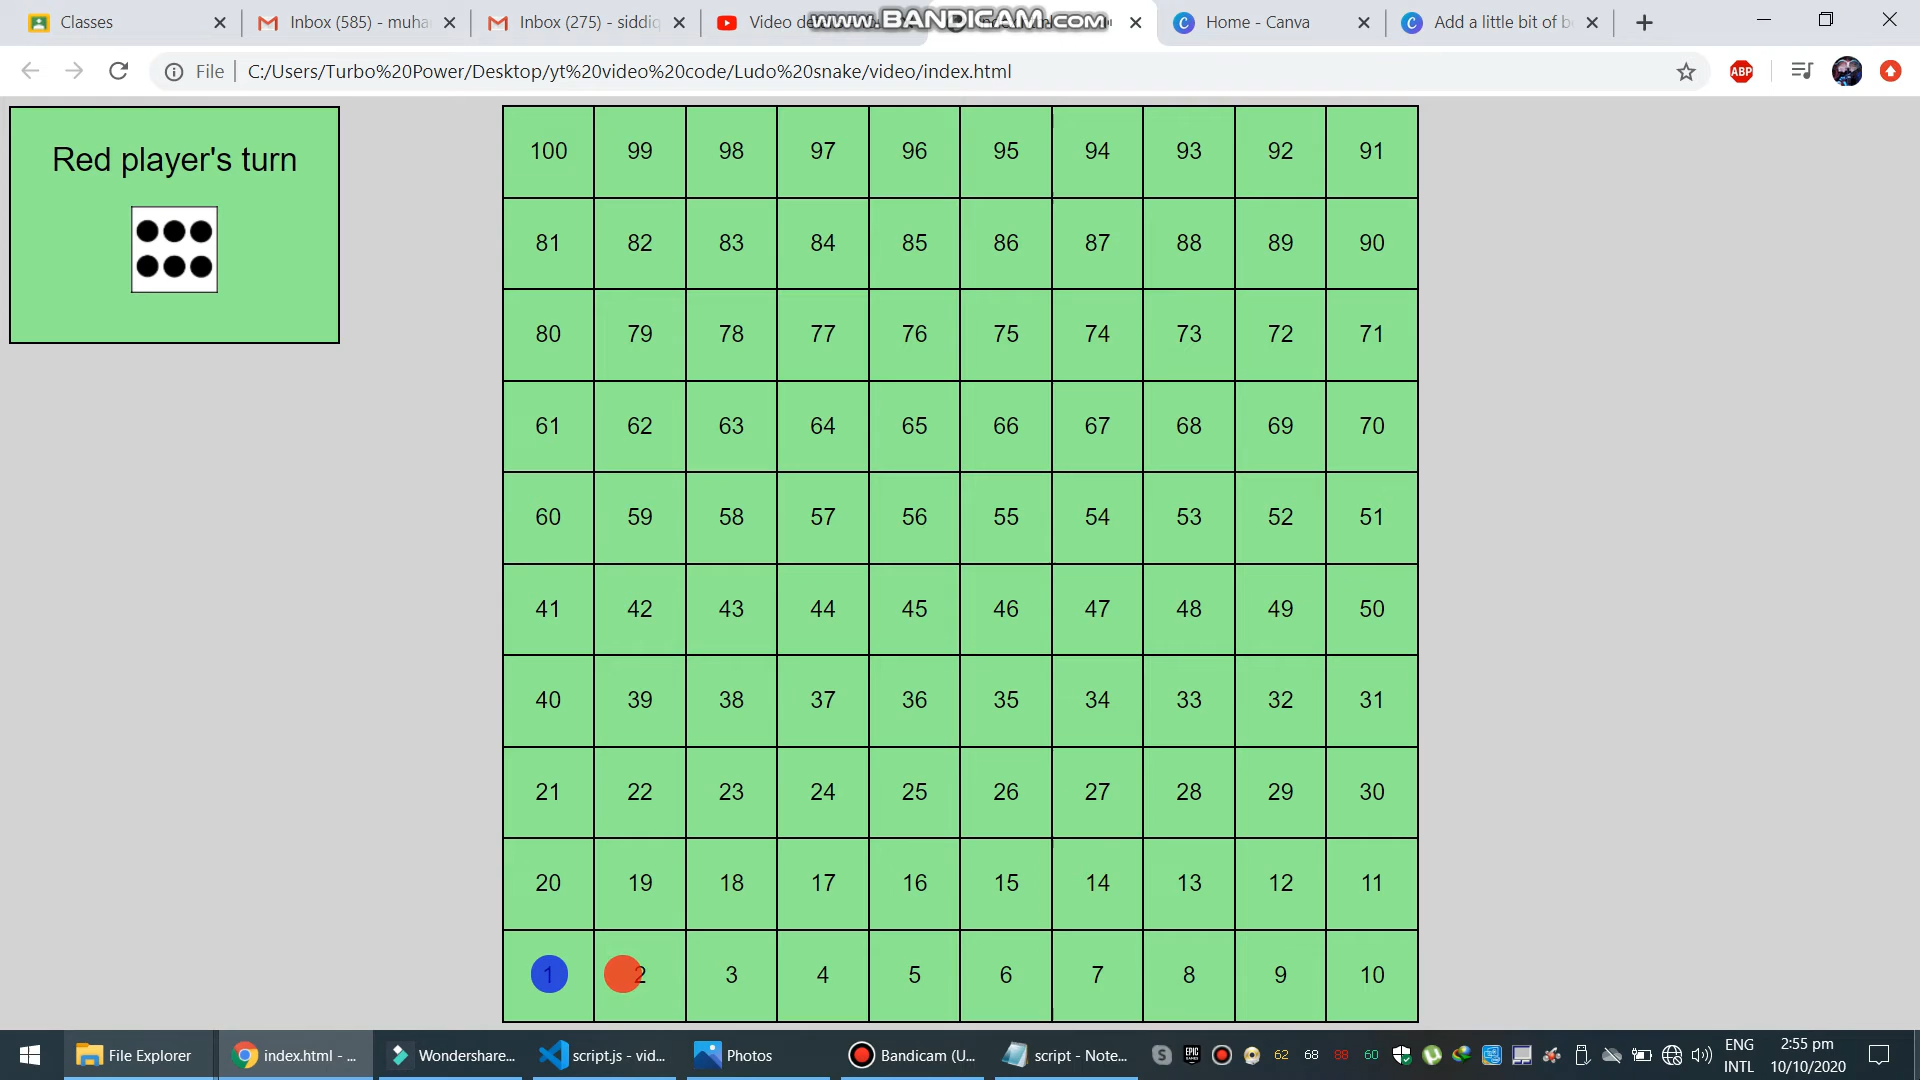 Classes
Inbox (585) - muha
Inbox (275) - siddiq
Video de
www.BANDICAM.COM
Home - Canva
Add a little bit of b
File
C:/Users/Turbo%20Power/Desktop/yt%20video%20code/Ludo%20snake/video/index.html
ABP
Red player's turn
100 99 98 97 96 95 94 93 92 91
81 82 83 84 85 86 87 88 89 90
80 79 78 77 76 75 74 73 72 71
61 62 63 64 65 66 67 68 69 70
60 59 58 57 56 55 54 53 52 51
41 42 43 44 45 46 47 48 49 50
40 39 38 37 36 35 34 33 32 31
21 22 23 24 25 26 27 28 29 30
20 19 18 17 16 15 14 13 12 11
1 2 3 4 5 6 7 8 9 10
File Explorer
index.html - ...
Wondershare...
script.js - vid...
Photos
Bandicam (U...
script - Note...
62 68 88 60
ENG
INTL
2:55 pm
10/10/2020